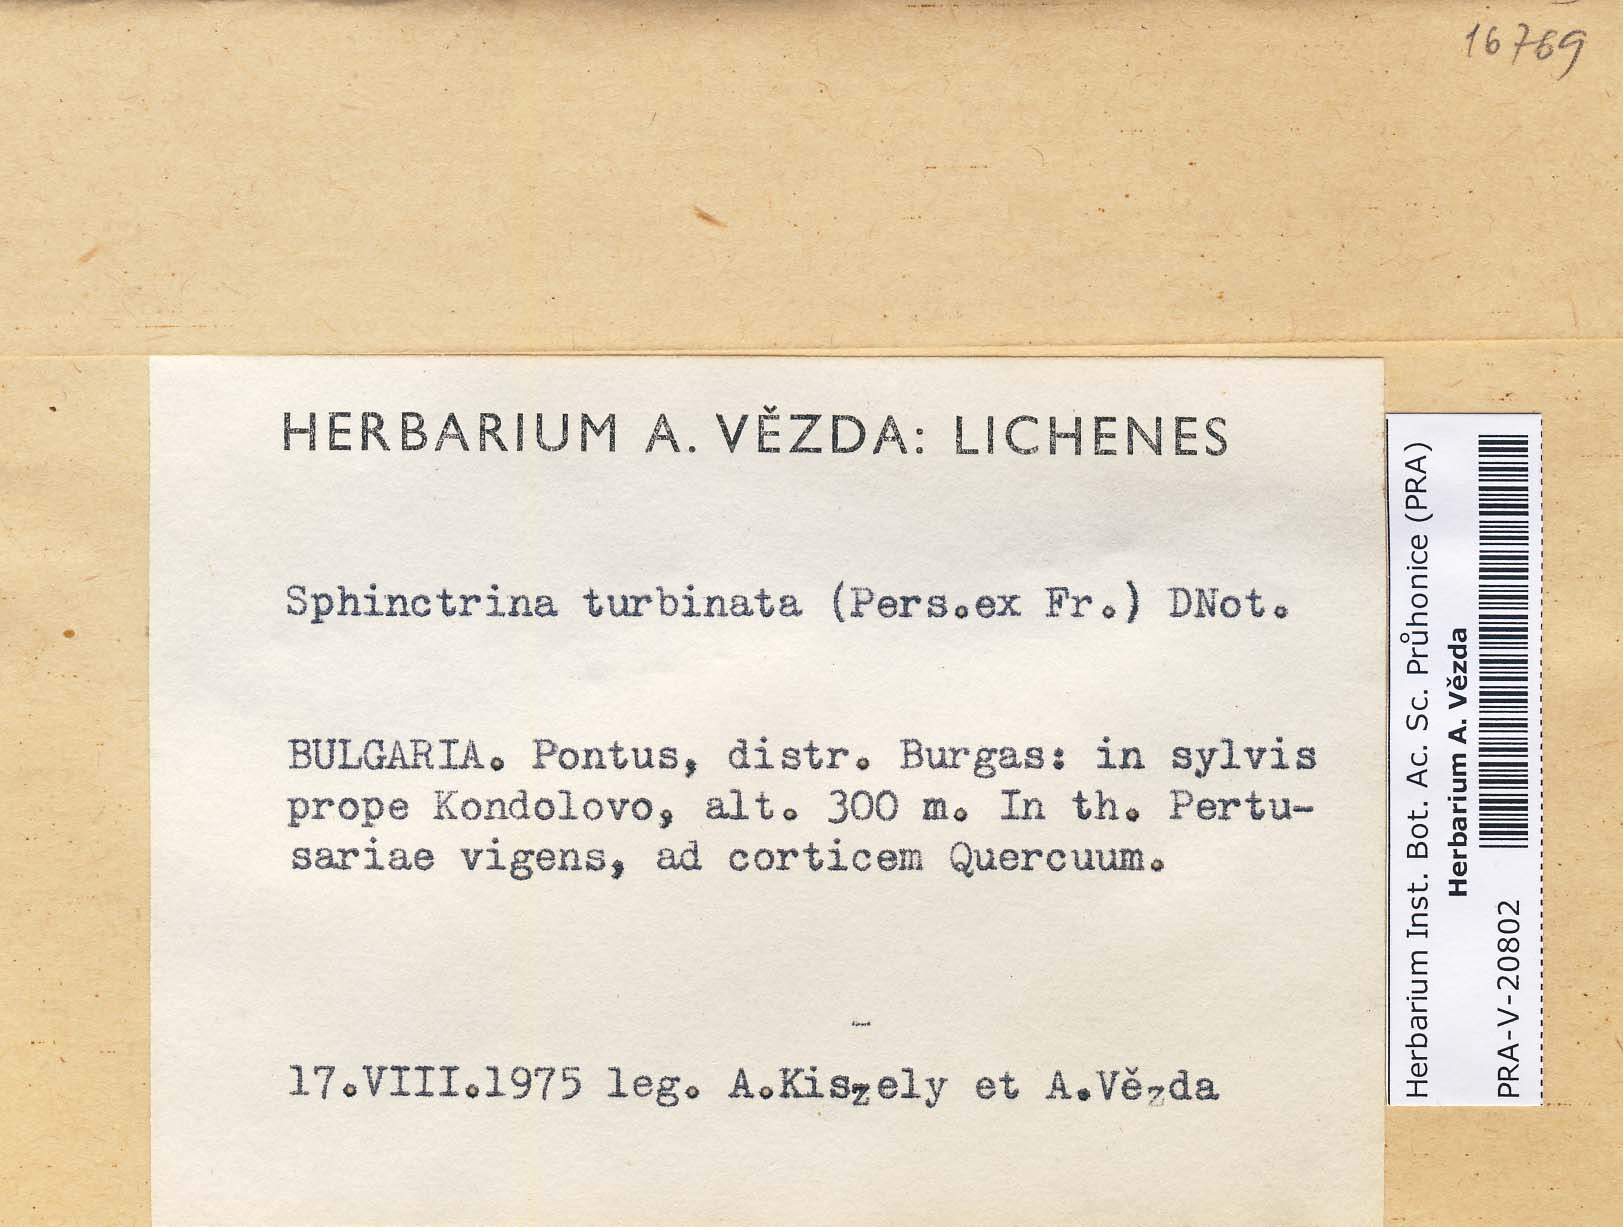 16769
HERBARIUM A. VĚZDA: LICHENES
Sphinctrina turbinata (Pers.ex Fr.) DNot.
BULGARIA. Pontus, distr. Burgas: in sylvis
prope Kondolovo, alt. 300 m. In th. Pertu-
sariae vigens, ad corticem Quercuum.
17.VIII.1975 leg. A.Kiszely et A.Vězda
Herbarium Inst. Bot. Ac. Sc. Průhonice (PRA)
Herbarium A. Vězda
PRA-V-20802